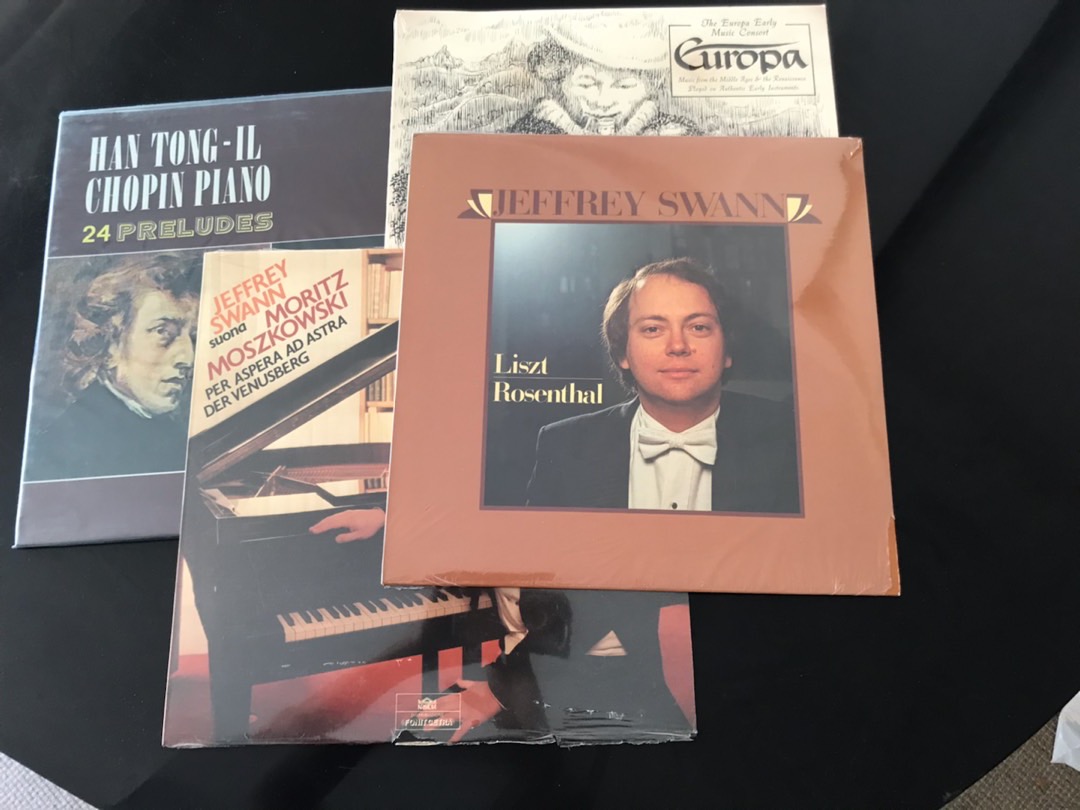 The Europa Early
Music Consort
Europa
Music from the Middle Ages & the Renaissance
Played on Authentic Early Instruments
HAN TONG-IL
CHOPIN PIANO
24 PRELUDES
JEFFREY SWANN
Liszt
Rosenthal
JEFFREY
SWANN
suona MORITZ
MOSZKOWSKI
PER ASPERA AD ASTRA
DER VENUSBERG
FONIT CETRA